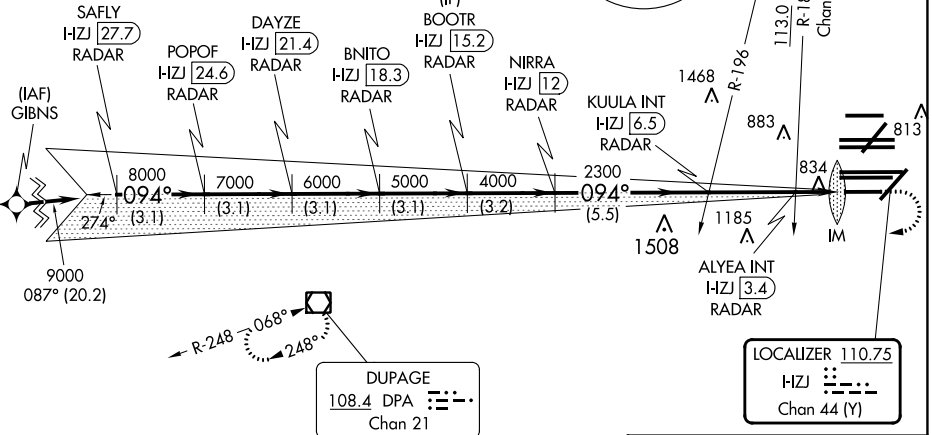 (IAF)
GIBNS
SAFLY
I-IZJ 27.7
RADAR
POPOF
I-IZJ 24.6
RADAR
DAYZE
I-IZJ 21.4
RADAR
BNITO
I-IZJ 18.3
RADAR
(IF)
BOOTR
I-IZJ 15.2
RADAR
NIRRA
I-IZJ 12
RADAR
KUULA INT
I-IZJ 6.5
RADAR
1468
R-196
113.0
R-18
Chan
883
813
834
8000
094°
(3.1)
7000
(3.1)
6000
(3.1)
5000
(3.1)
4000
(3.2)
2300
094°
(5.5)
274°
9000
087° (20.2)
1508
1185
IM
ALYEA INT
I-IZJ 3.4
RADAR
R-248
068°
248°
DUPAGE
108.4 DPA
Chan 21
LOCALIZER 110.75
I-IZJ
Chan 44 (Y)